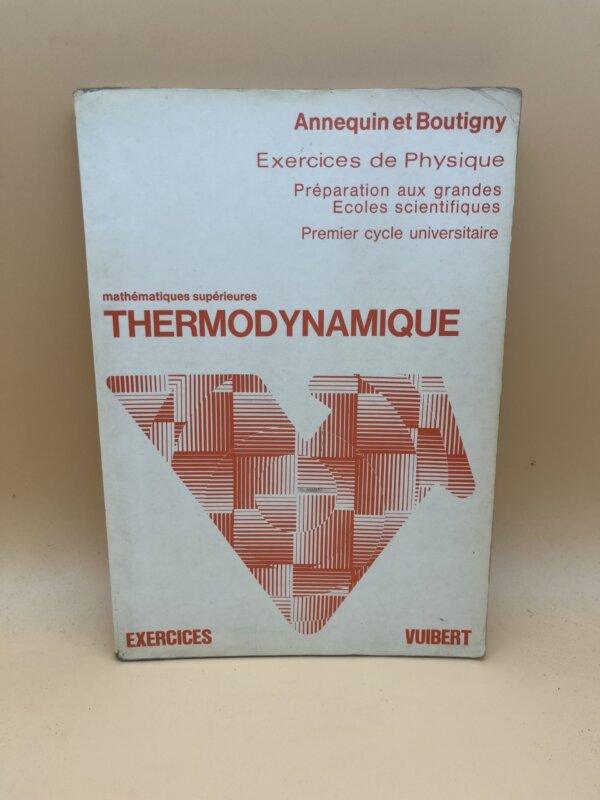 Annequin et Boutigny
Exercices de Physique
Préparation aux grandes
Ecoles scientifiques
Premier cycle universitaire
mathématiques supérieures
THERMODYNAMIQUE
EXERCICES
VUIBERT